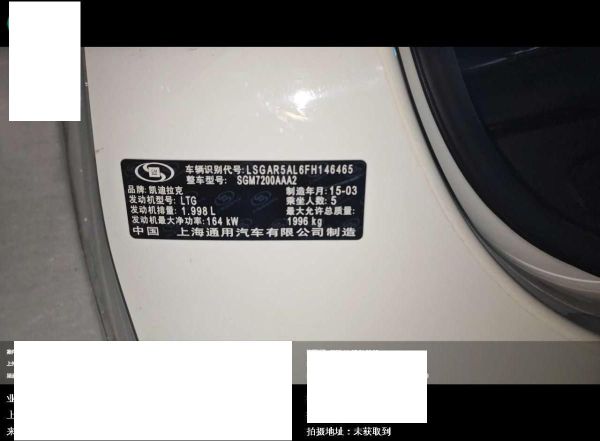 车辆识别代号:LSGAR5AL6FH146465
整车型号: SGM7200AAA2
品牌:凯迪拉克 制造年月:15-03
发动机型号:LTG 乘坐人数: 5
发动机排量:1.998 L 最大允许总质量:
发动机最大净功率:164 kW 1996 kg
中国 上海通用汽车有限公司制造
业
上
来
拍摄地址:未获取到